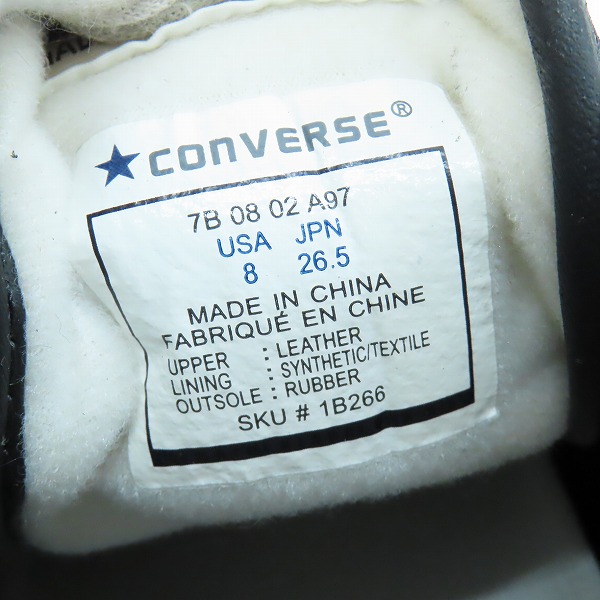 ★ CONVERSE®
7B 08 02 A97
USA JPN
8 26.5
MADE IN CHINA
FABRIQUÉ EN CHINE
UPPER : LEATHER
LINING : SYNTHETIC/TEXTILE
OUTSOLE : RUBBER
SKU # 1B266